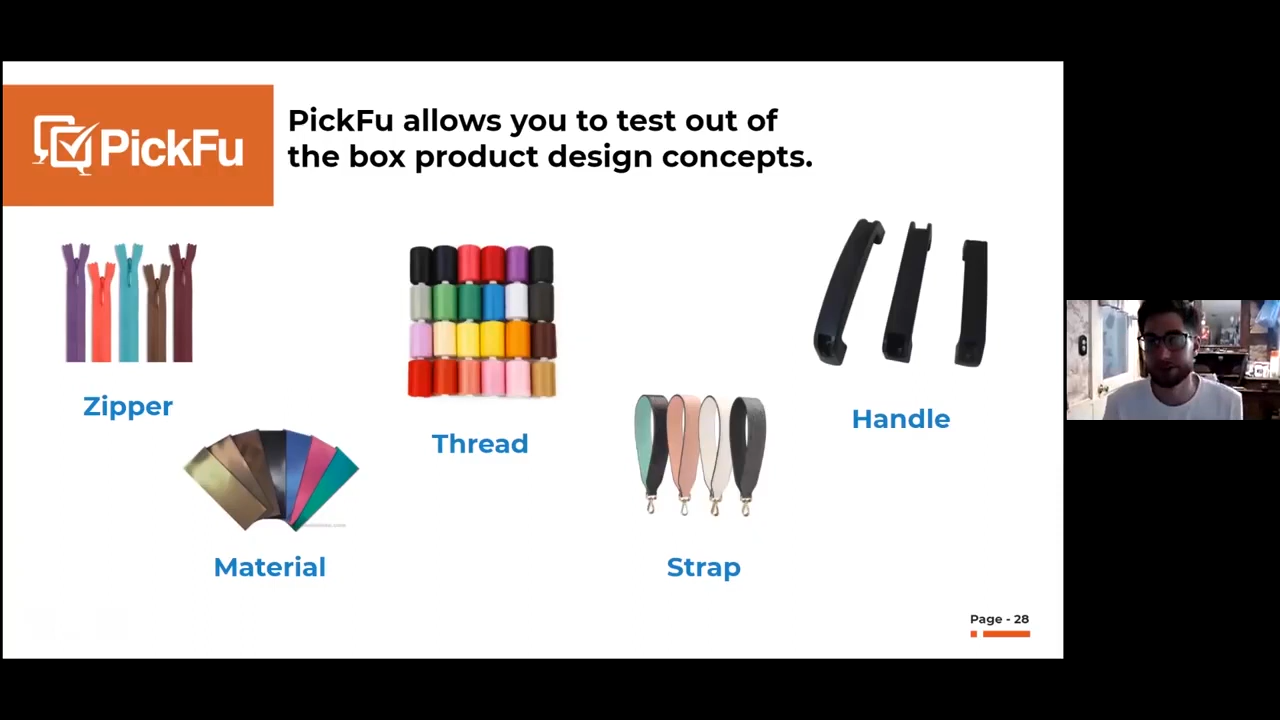 PickFu
PickFu allows you to test out of
the box product design concepts.
Zipper
Thread
Handle
Material
Strap
Page - 28